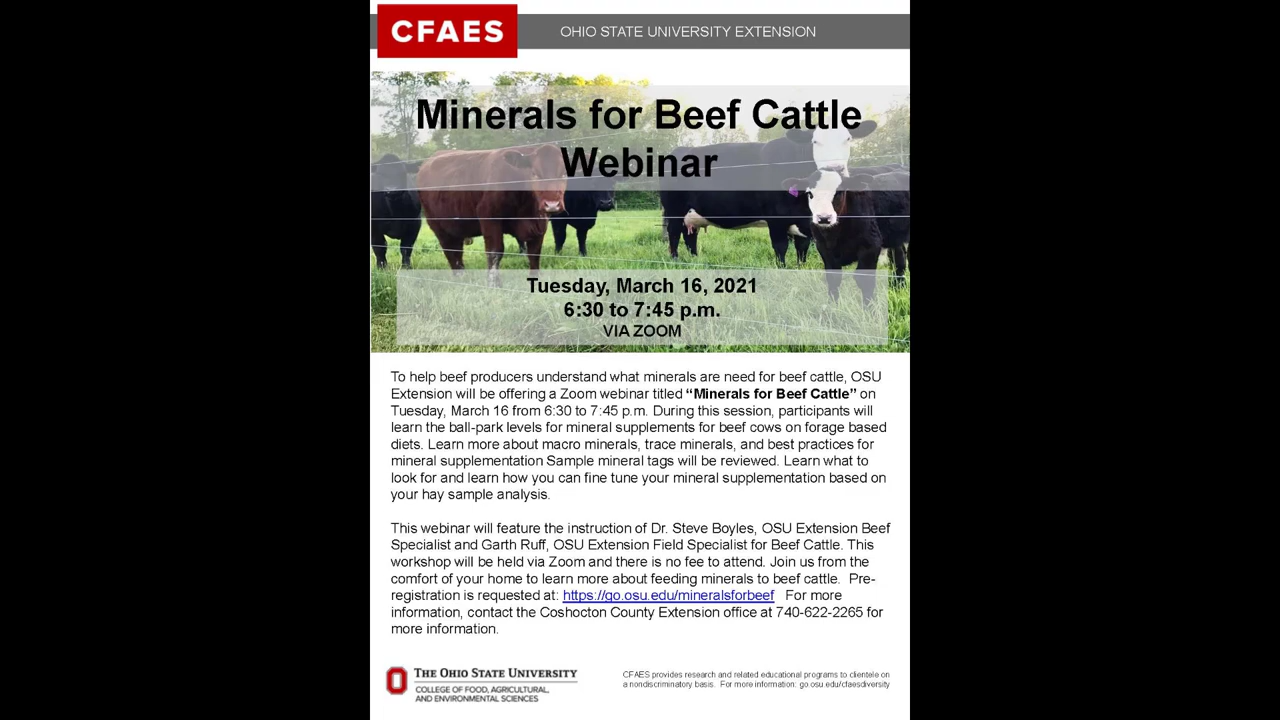 CFAES
OHIO STATE UNIVERSITY EXTENSION
Minerals for Beef Cattle
Webinar
Tuesday, March 16, 2021
6:30 to 7:45 p.m.
VIA ZOOM
To help beef producers understand what minerals are need for beef cattle, OSU
Extension will be offering a Zoom webinar titled “Minerals for Beef Cattle” on
Tuesday, March 16 from 6:30 to 7:45 p.m. During this session, participants will
learn the ball-park levels for mineral supplements for beef cows on forage based
diets. Learn more about macro minerals, trace minerals, and best practices for
mineral supplementation Sample mineral tags will be reviewed. Learn what to
look for and learn how you can fine tune your mineral supplementation based on
your hay sample analysis.
This webinar will feature the instruction of Dr. Steve Boyles, OSU Extension Beef
Specialist and Garth Ruff, OSU Extension Field Specialist for Beef Cattle. This
workshop will be held via Zoom and there is no fee to attend. Join us from the
comfort of your home to learn more about feeding minerals to beef cattle. Pre-
registration is requested at: https://go.osu.edu/mineralsforbeef For more
information, contact the Coshocton County Extension office at 740-622-2265 for
more information.
THE OHIO STATE UNIVERSITY
COLLEGE OF FOOD, AGRICULTURAL,
AND ENVIRONMENTAL SCIENCES
CFAES provides research and related educational programs to clientele on
a nondiscriminatory basis. For more information: go.osu.edu/cfaesdiversity